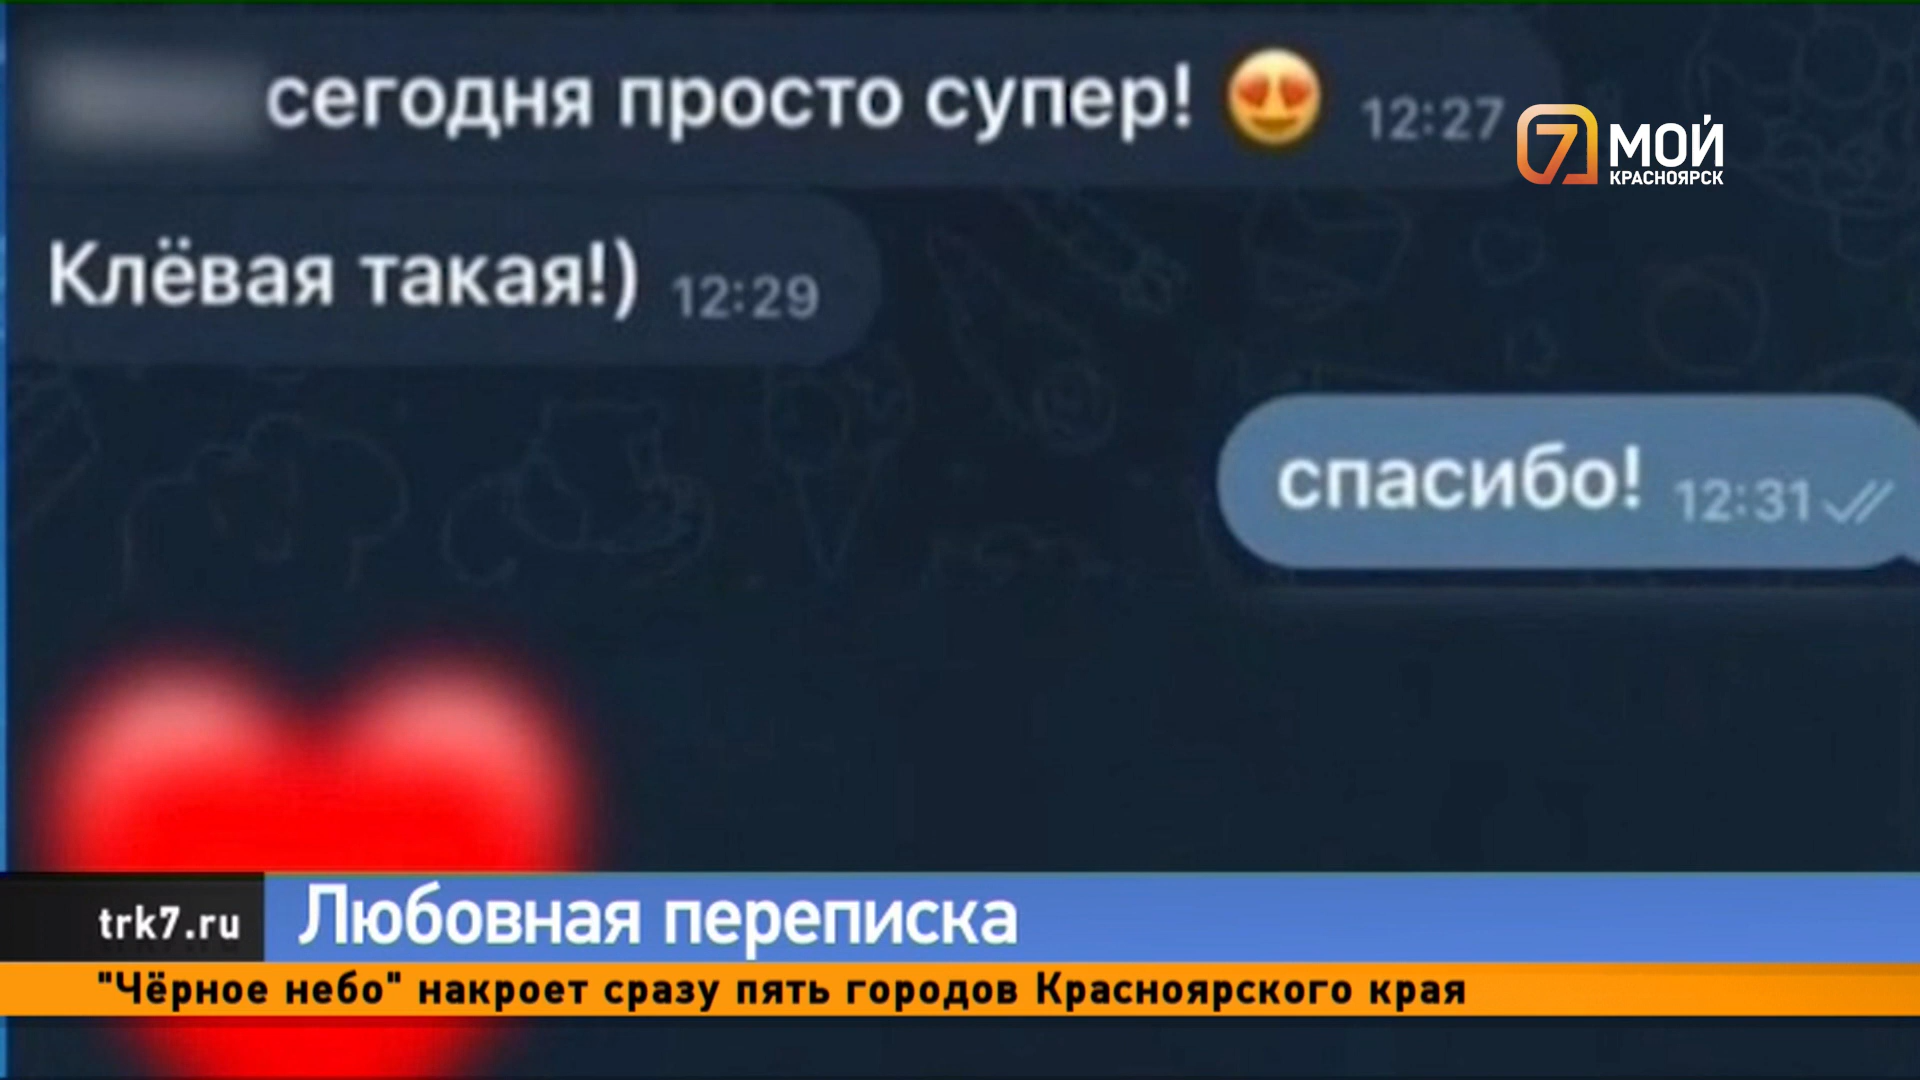 сегодня просто супер! 😍 12:27
7 МОЙ
КРАСНОЯРСК
Клёвая такая!) 12:29
спасибо! 12:31
trk7.ru
Любовная переписка
"Чёрное небо" накроет сразу пять городов Красноярского края